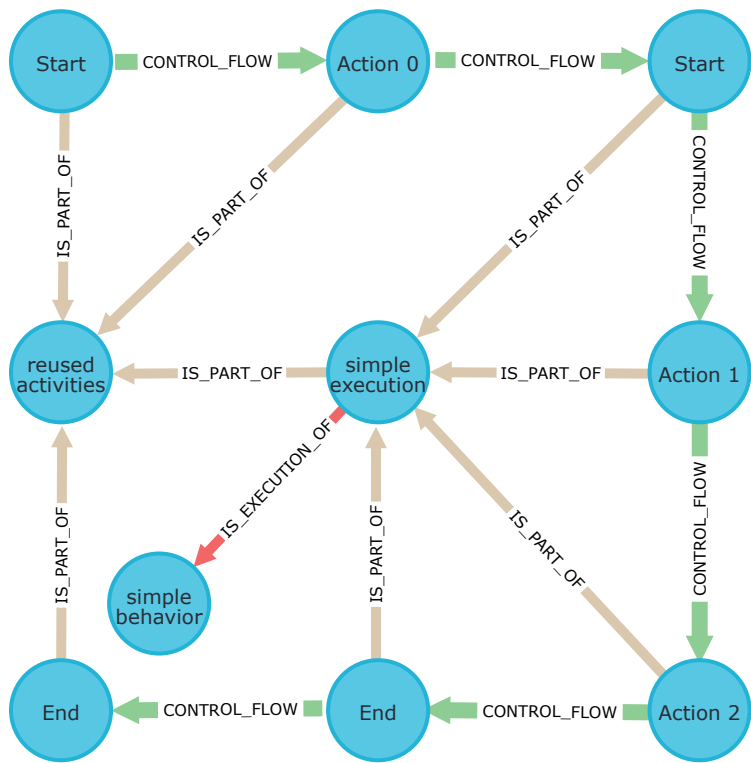 Start
CONTROL_FLOW
Action 0
CONTROL_FLOW
Start
IS_PART_OF
IS_PART_OF
IS_PART_OF
CONTROL_FLOW
reused
activities
IS_PART_OF
simple
execution
IS_PART_OF
Action 1
IS_EXECUTION_OF
IS_PART_OF
IS_PART_OF
IS_PART_OF
CONTROL_FLOW
simple
behavior
End
CONTROL_FLOW
End
CONTROL_FLOW
Action 2